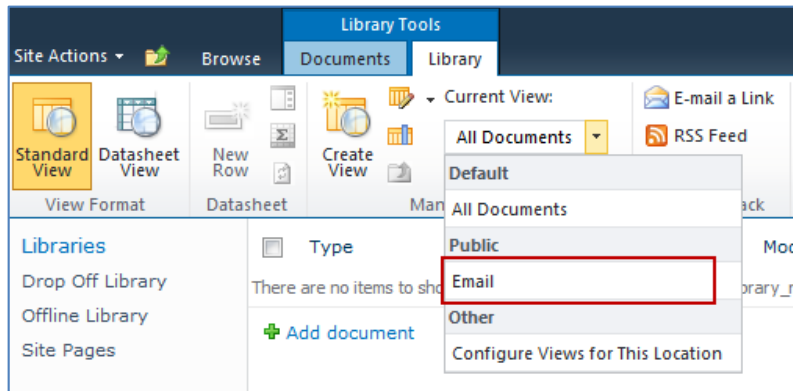 Library Tools
Site Actions Browse Documents Library
Standard View
Datasheet View
New Row
Create View
Current View:
All Documents
E-mail a Link
RSS Feed
View Format
Datasheet
Default
All Documents
Public
Email
Other
Configure Views for This Location
Libraries
Drop Off Library
Offline Library
Site Pages
Type
There are no items to
Add document